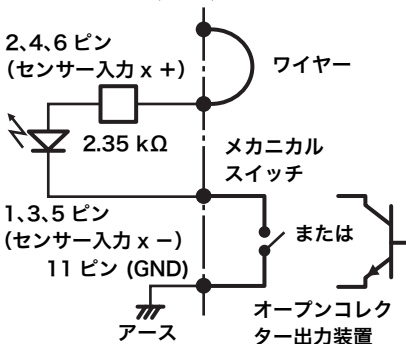 2、4、6 ピン
(センサー入力 x +)
ワイヤー
2.35 kΩ
メカニカル
スイッチ
1、3、5 ピン
(センサー入力 x −)
または
11 ピン (GND)
アース
オープンコレク
ター出力装置